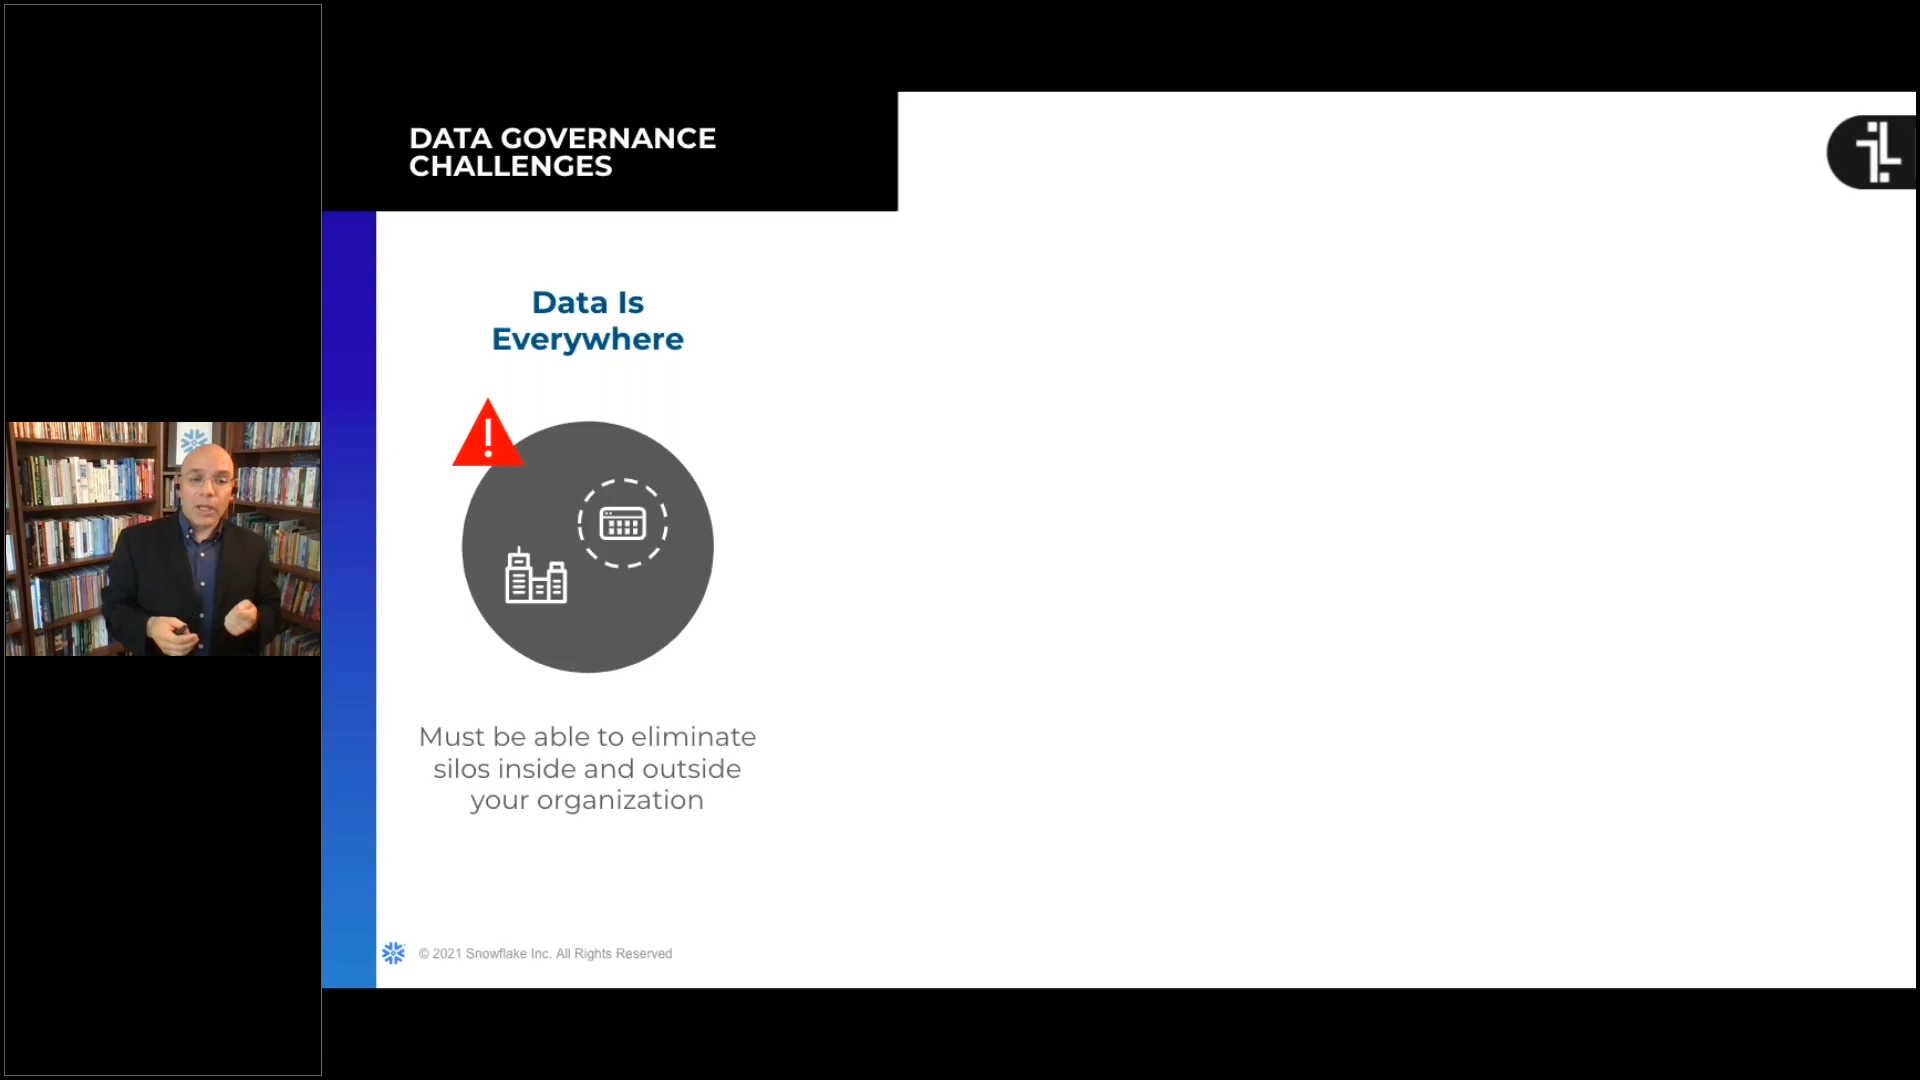 DATA GOVERNANCE
CHALLENGES
Data Is
Everywhere
Must be able to eliminate
silos inside and outside
your organization
© 2021 Snowflake Inc. All Rights Reserved